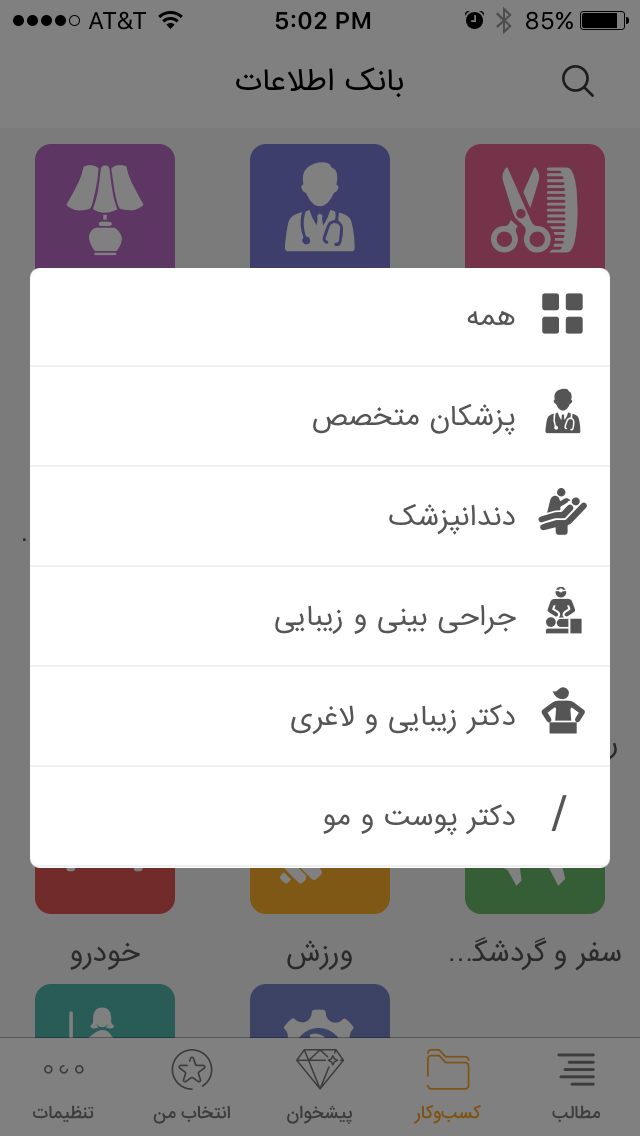 AT&T 5:02 PM 85%
بانک اطلاعات
همه
پزشکان متخصص
دندانپزشک
جراحی بینی و زیبایی
دکتر زیبایی و لاغری
دکتر پوست و مو
سفر و گردشگ... ورزش خودرو
مطالب کسب‌وکار پیشخوان انتخاب من تنظیمات